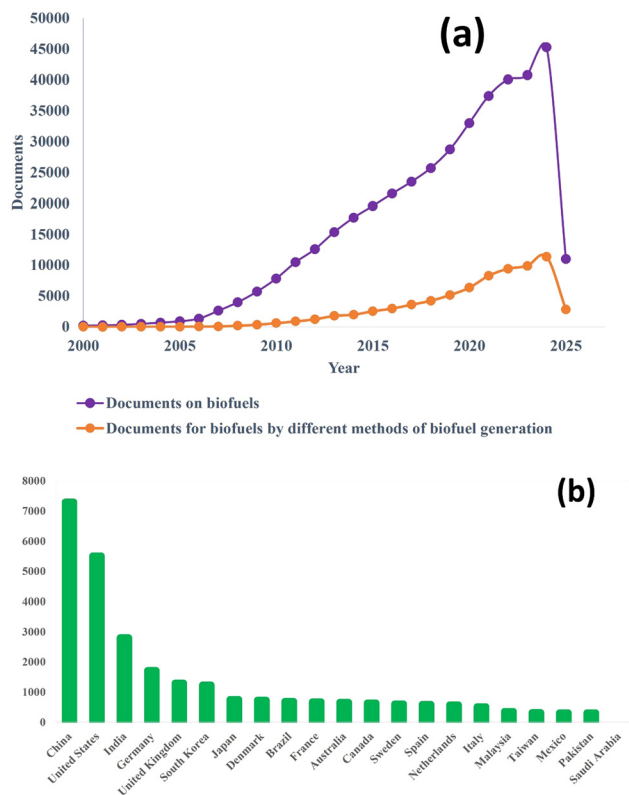 (a)
50000
45000
40000
35000
30000
25000
20000
15000
10000
5000
0
Documents
2000 2005 2010 2015 2020 2025
Year
Documents on biofuels
Documents for biofuels by different methods of biofuel generation
(b)
8000
7000
6000
5000
4000
3000
2000
1000
0
China
United States
India
Germany
United Kingdom
South Korea
Japan
Denmark
Brazil
France
Australia
Canada
Sweden
Spain
Netherlands
Italy
Malaysia
Taiwan
Mexico
Pakistan
Saudi Arabia